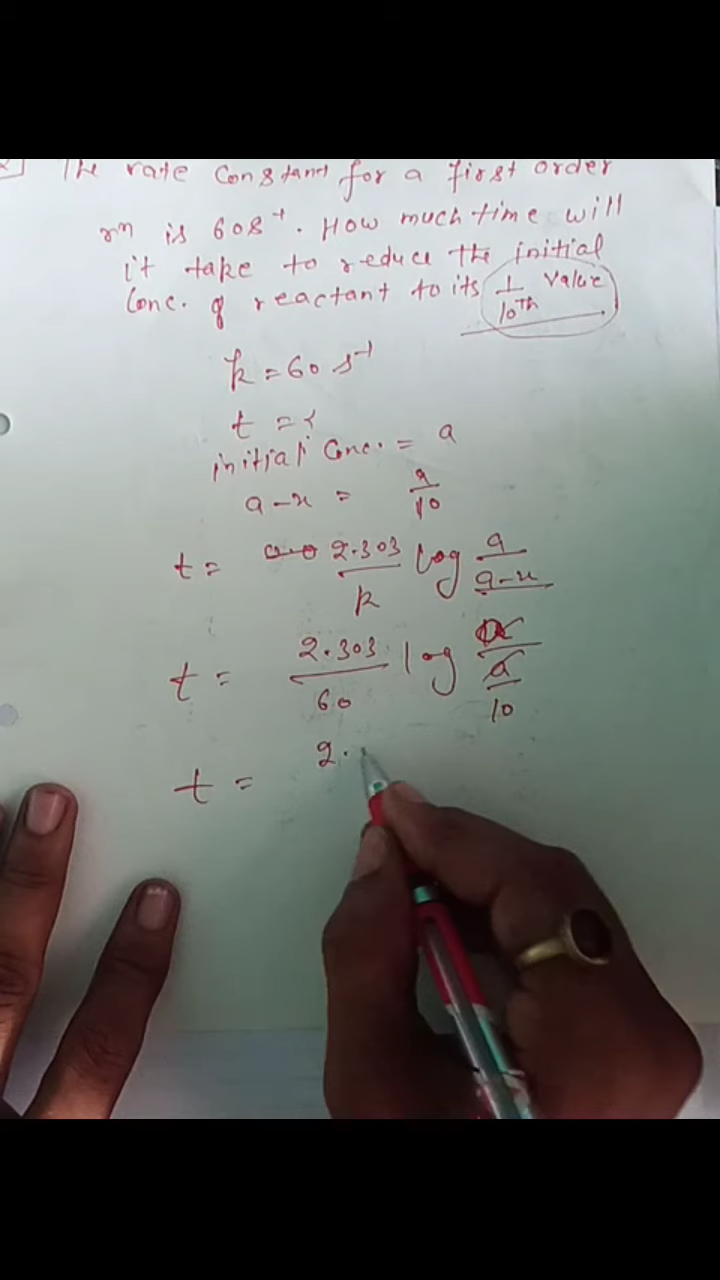 The rate constant for a first order
rn is 60s-1. How much time will
it take to reduce the initial
Conc. of reactant to its 1/10th value
k = 60 s-1
t = ?
initial Conc. = a
a-x = a/10
t = 2.303/k log a/a-x
t = 2.303/60 log a/a/10
t = 2.